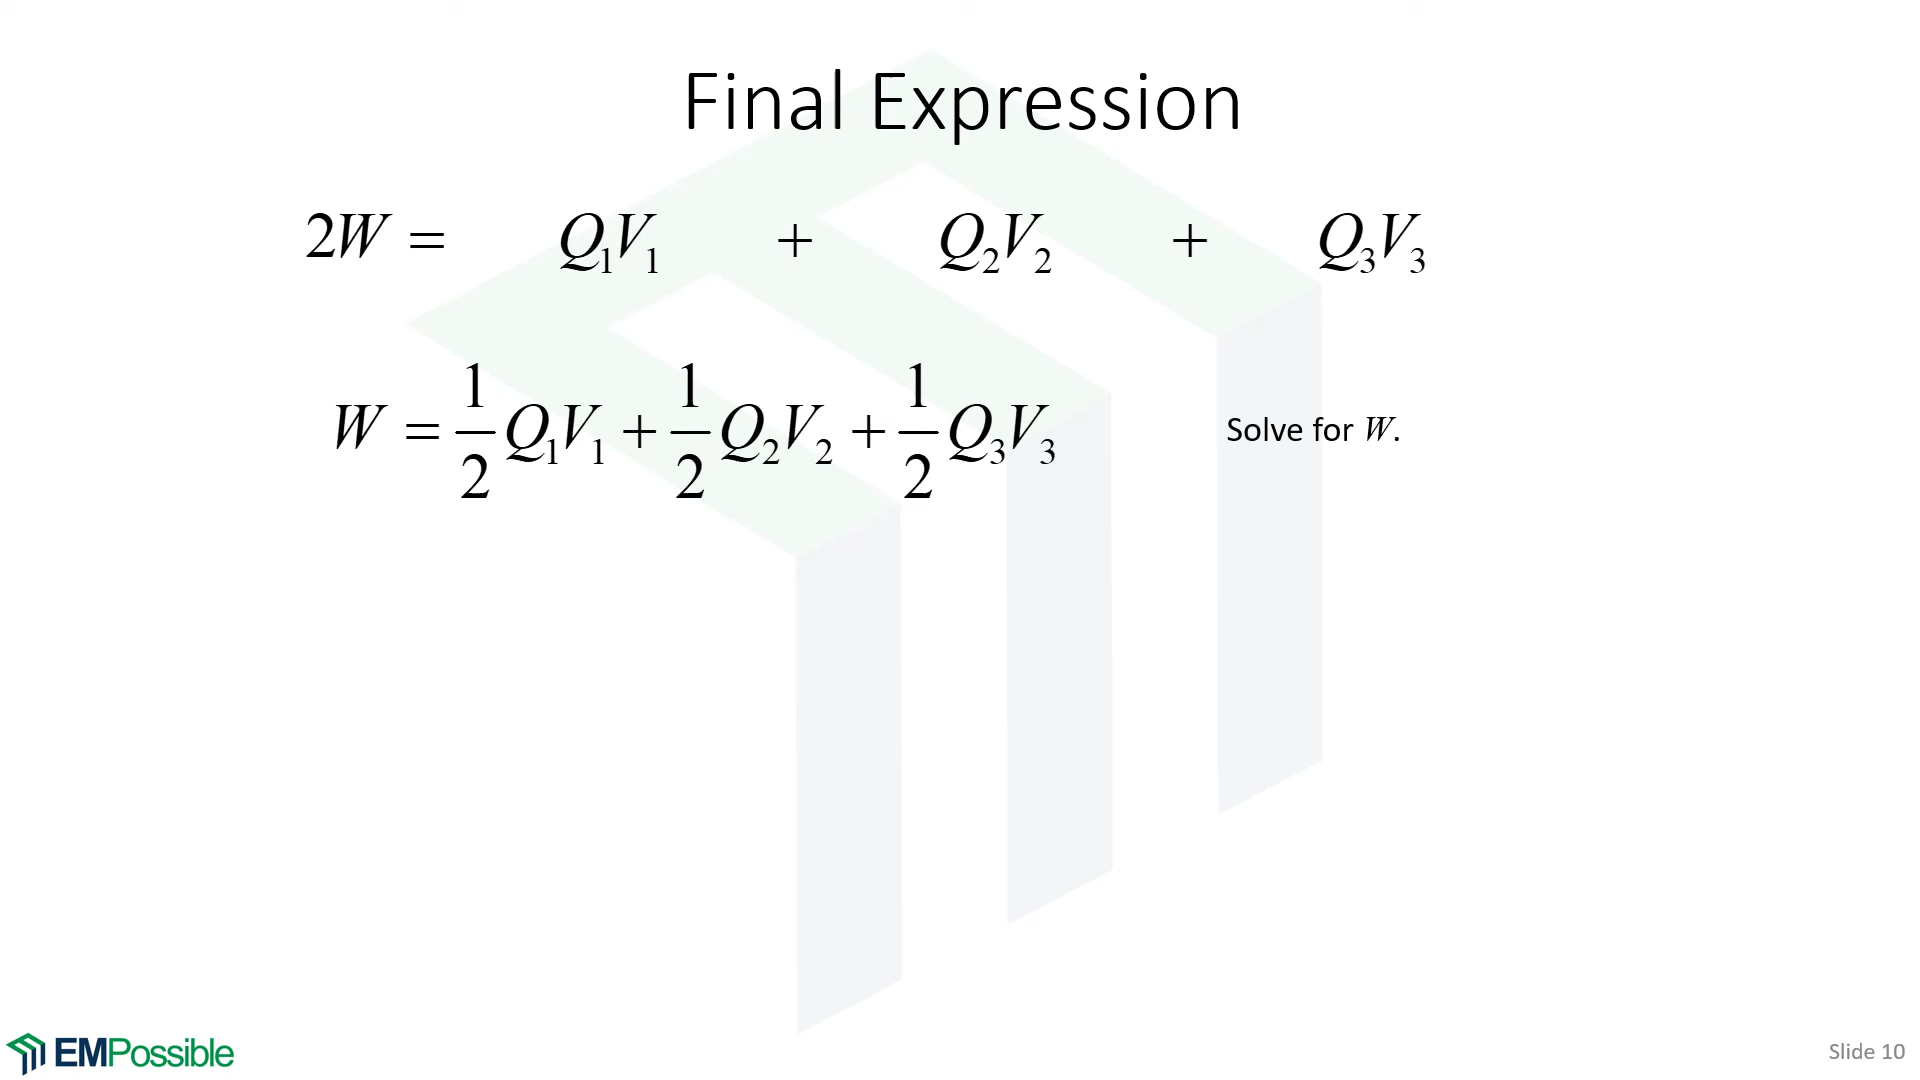 Final Expression
2W = Q₁V₁ + Q₂V₂ + Q₃V₃
W = 1/2 Q₁V₁ + 1/2 Q₂V₂ + 1/2 Q₃V₃ Solve for W.
EMPossible
Slide 10